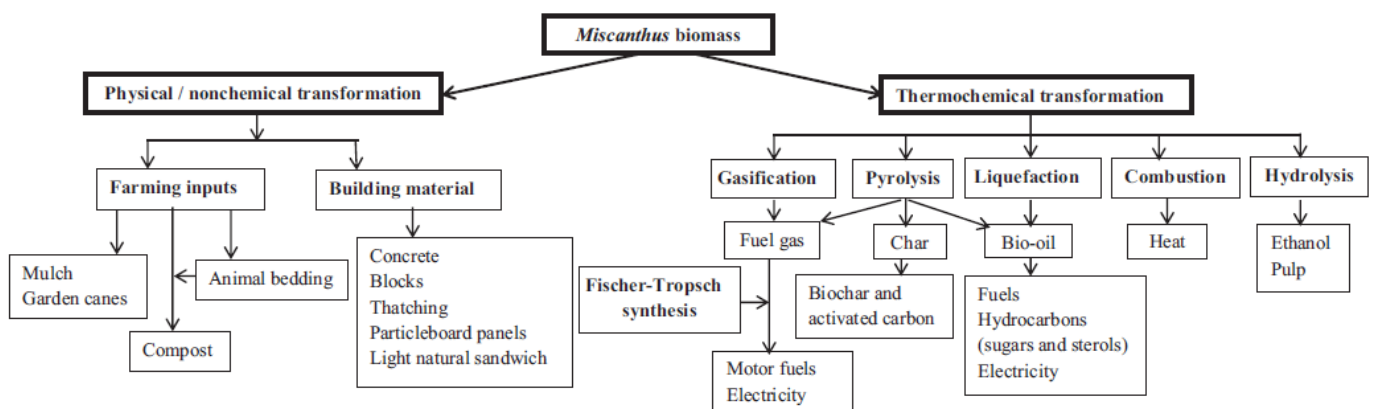 Miscanthus biomass
Physical / nonchemical transformation
Thermochemical transformation
Farming inputs
Building material
Gasification
Pyrolysis
Liquefaction
Combustion
Hydrolysis
Mulch
Garden canes
Animal bedding
Compost
Concrete
Blocks
Thatching
Particleboard panels
Light natural sandwich
Fuel gas
Char
Bio-oil
Heat
Ethanol
Pulp
Fischer-Tropsch
synthesis
Biochar and
activated carbon
Fuels
Hydrocarbons
(sugars and sterols)
Electricity
Motor fuels
Electricity